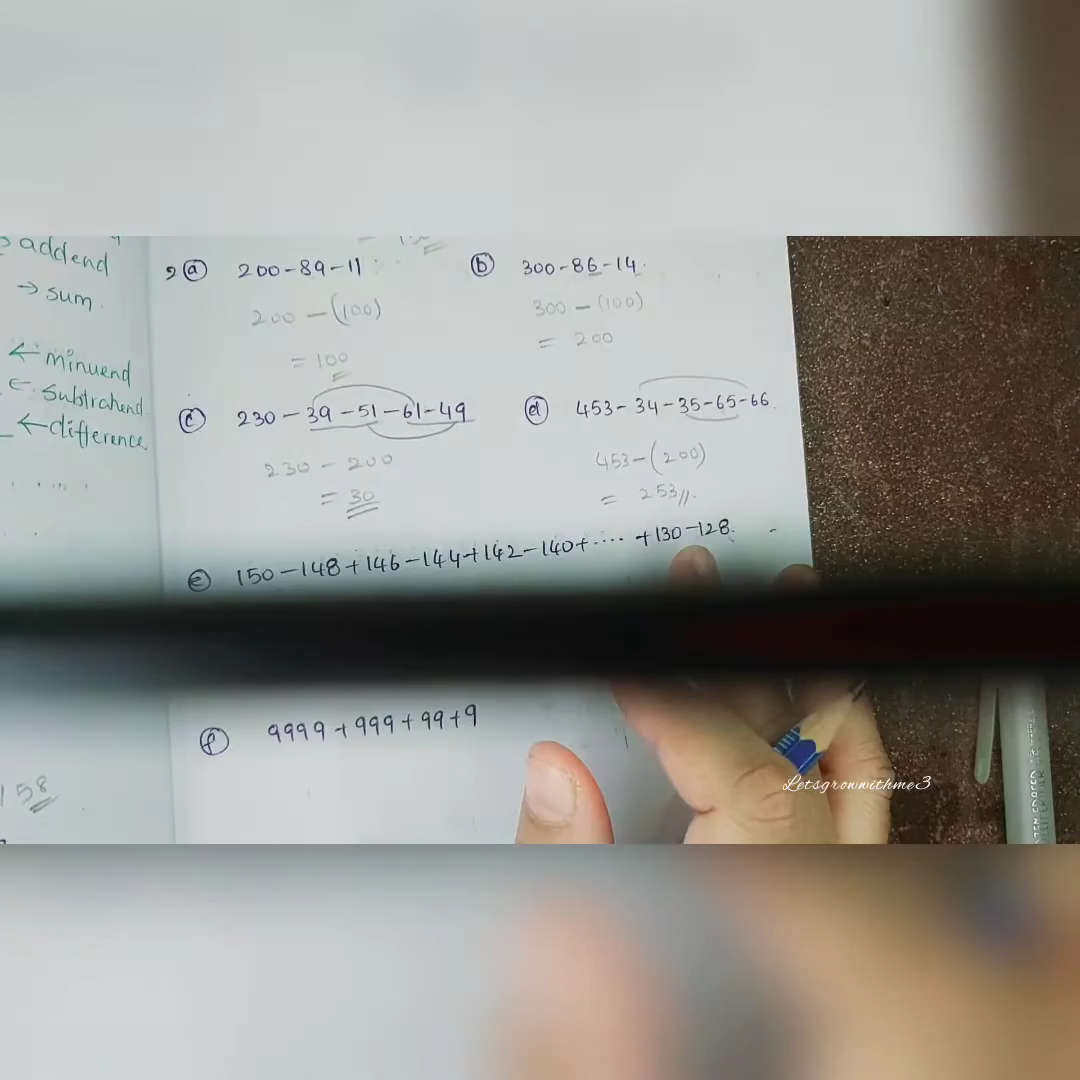 addend
→ sum.
← minuend
← subtrahend
← difference
9 (a) 200-89-11
200 - (100)
= 100
(b) 300-86-14.
300 - (100)
= 200
(c) 230 - 39 - 51 - 61 - 49
230 - 200
= 30
(d) 453 - 34 - 35 - 65 - 66
453 - (200)
= 253//.
(e) 150 - 148 + 146 - 144 + 142 - 140 + .... + 130 - 128.
(f) 9999 + 999 + 99 + 9
158
Letsgrowwithme3